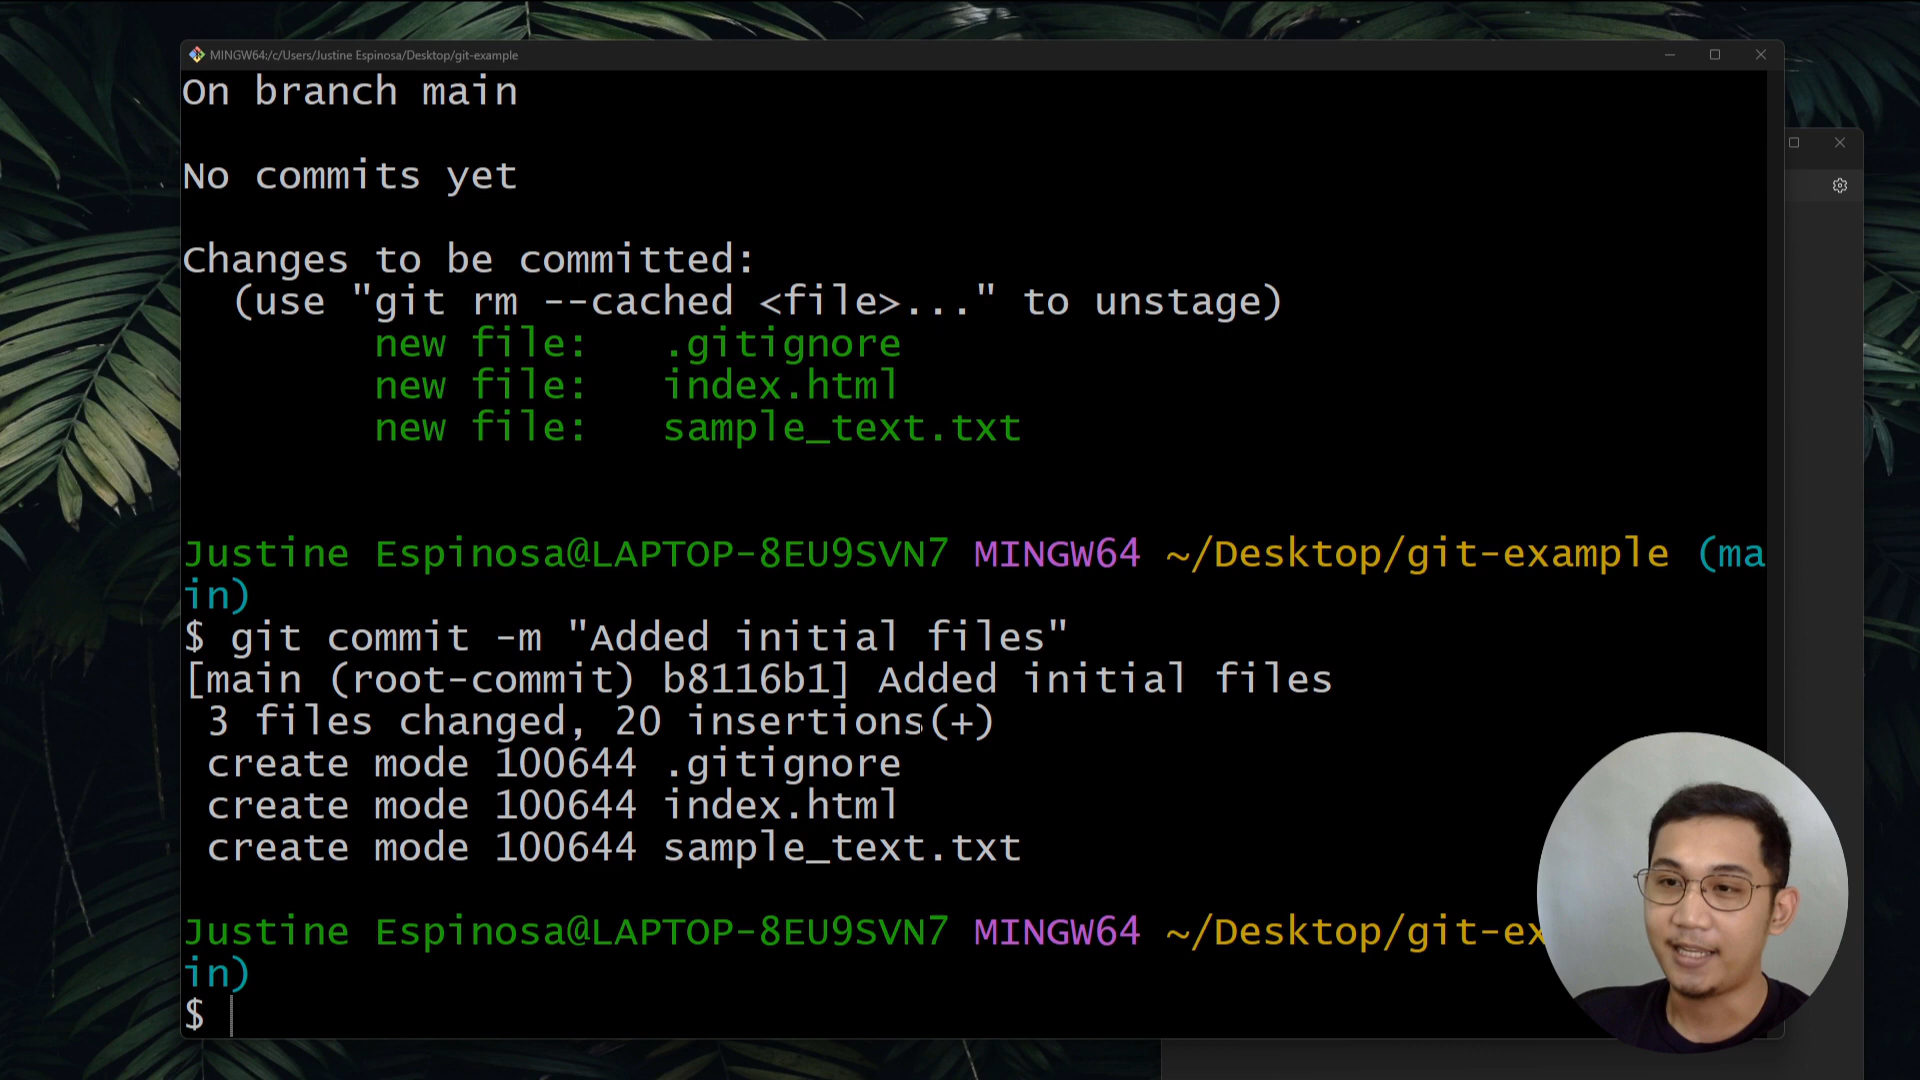 MINGW64:/c/Users/Justine Espinosa/Desktop/git-example
On branch main
No commits yet
Changes to be committed:
(use "git rm --cached <file>..." to unstage)
new file: .gitignore
new file: index.html
new file: sample_text.txt
Justine Espinosa@LAPTOP-8EU9SVN7 MINGW64 ~/Desktop/git-example (ma
in)
$ git commit -m "Added initial files"
[main (root-commit) b8116b1] Added initial files
3 files changed, 20 insertions(+)
create mode 100644 .gitignore
create mode 100644 index.html
create mode 100644 sample_text.txt
Justine Espinosa@LAPTOP-8EU9SVN7 MINGW64 ~/Desktop/git-ex
in)
$